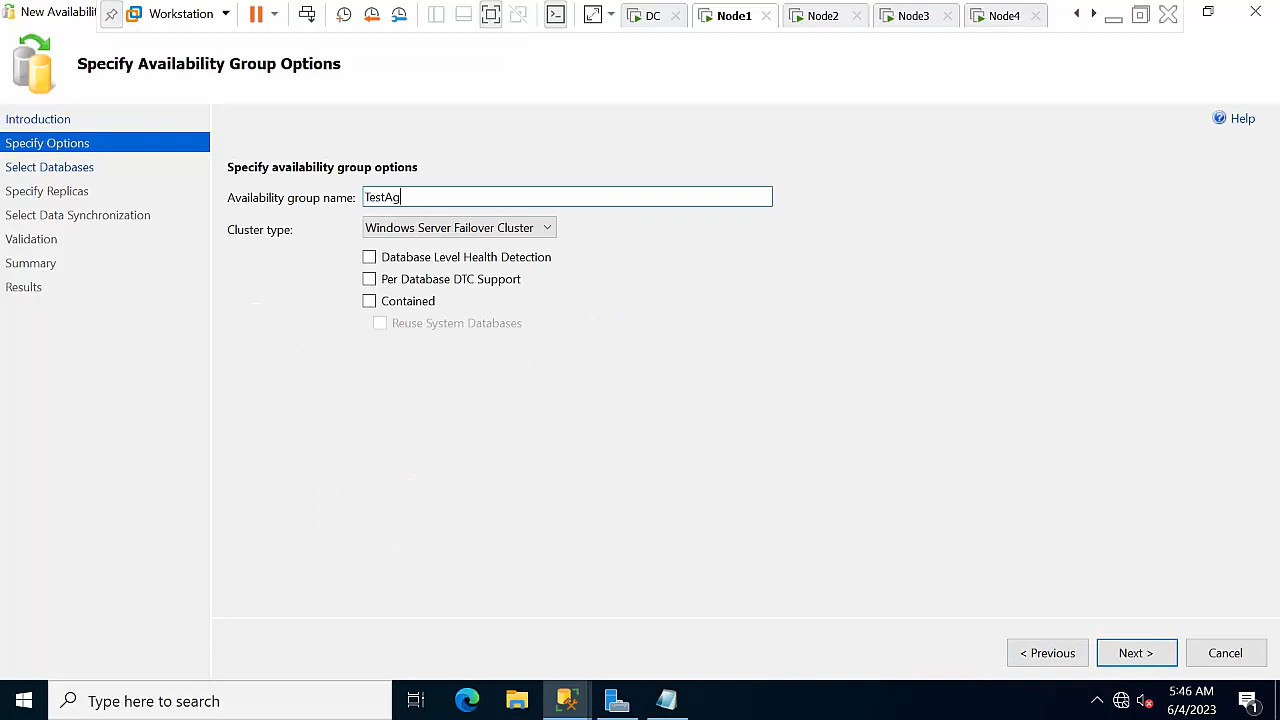 New Availabilit
Workstation
DC
Node1
Node2
Node3
Node4
Specify Availability Group Options
Introduction
Specify Options
Select Databases
Specify Replicas
Select Data Synchronization
Validation
Summary
Results
Help
Specify availability group options
Availability group name: TestAg
Cluster type: Windows Server Failover Cluster
Database Level Health Detection
Per Database DTC Support
Contained
Reuse System Databases
< Previous
Next >
Cancel
Type here to search
5:46 AM
6/4/2023
1